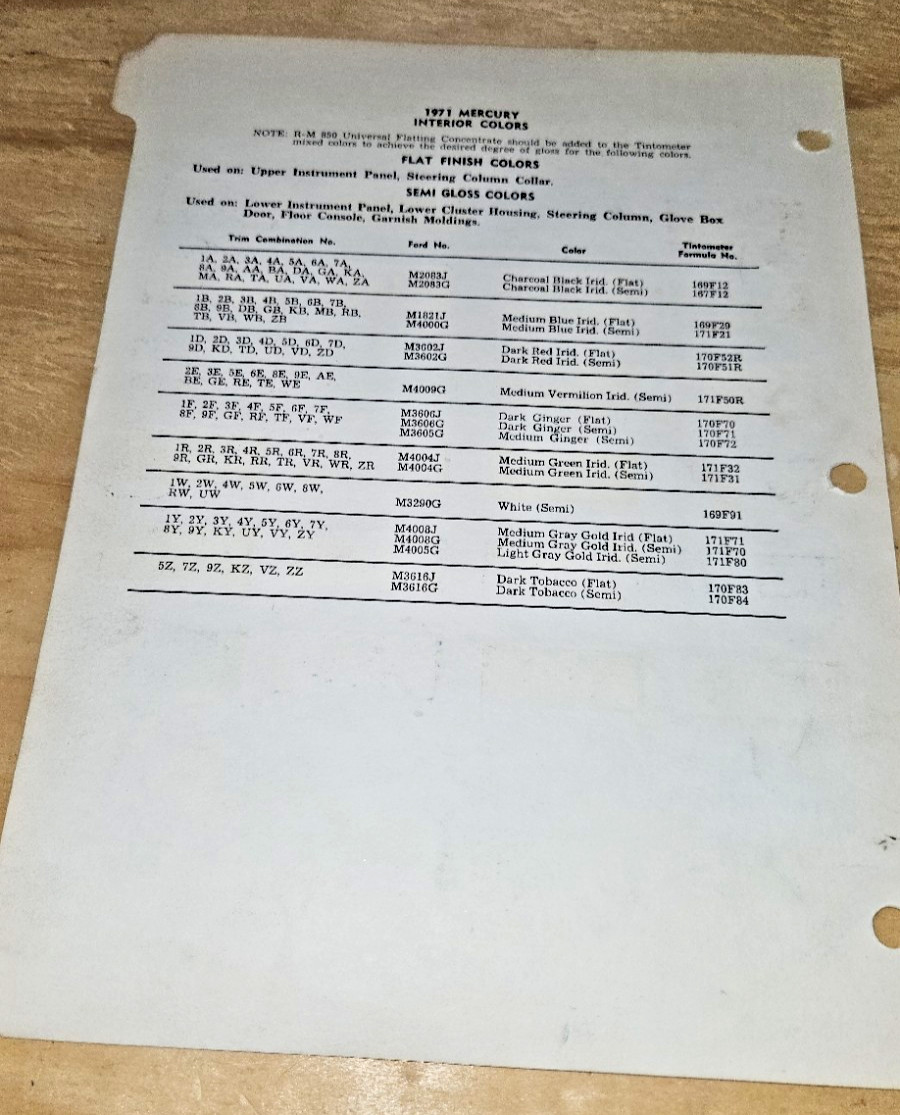 1971 MERCURY
INTERIOR COLORS
NOTE: R-M 850 Universal Flatting Concentrate should be added to the Tintometer
mixed colors to achieve the desired degree of gloss for the following colors.
FLAT FINISH COLORS
Used on: Upper Instrument Panel, Steering Column Collar.
SEMI GLOSS COLORS
Used on: Lower Instrument Panel, Lower Cluster Housing, Steering Column, Glove Box
Door, Floor Console, Garnish Moldings.
Trim Combination No. Ford No. Color Tintometer Formula No.
1A, 2A, 3A, 4A, 5A, 6A, 7A,
8A, 9A, AA, BA, DA, GA, KA, M2083J Charcoal Black Irid. (Flat) 169F12
MA, RA, TA, UA, VA, WA, ZA M2083G Charcoal Black Irid. (Semi) 167F12
1B, 2B, 3B, 4B, 5B, 6B, 7B,
8B, 9B, DB, GB, KB, MB, RB, M1821J Medium Blue Irid. (Flat) 169F29
TB, VB, WB, ZB M4000G Medium Blue Irid. (Semi) 171F21
1D, 2D, 3D, 4D, 5D, 6D, 7D, M3602J Dark Red Irid. (Flat) 170F52R
9D, KD, TD, UD, VD, ZD M3602G Dark Red Irid. (Semi) 170F51R
2E, 3E, 5E, 6E, 8E, 9E, AE,
BE, GE, RE, TE, WE M4009G Medium Vermilion Irid. (Semi) 171F50R
1F, 2F, 3F, 4F, 5F, 6F, 7F, M3606J Dark Ginger (Flat) 170F70
8F, 9F, GF, RF, TF, VF, WF M3606G Dark Ginger (Semi) 170F71
M3605G Medium Ginger (Semi) 170F72
1R, 2R, 3R, 4R, 5R, 6R, 7R, 8R, M4004J Medium Green Irid. (Flat) 171F32
9R, GR, KR, RR, TR, VR, WR, ZR M4004G Medium Green Irid. (Semi) 171F31
1W, 2W, 4W, 5W, 6W, 8W,
RW, UW M3290G White (Semi) 169F91
1Y, 2Y, 3Y, 4Y, 5Y, 6Y, 7Y, M4008J Medium Gray Gold Irid (Flat) 171F71
8Y, 9Y, KY, UY, VY, ZY M4008G Medium Gray Gold Irid. (Semi) 171F70
M4005G Light Gray Gold Irid. (Semi) 171F80
5Z, 7Z, 9Z, KZ, VZ, ZZ M3616J Dark Tobacco (Flat) 170F83
M3616G Dark Tobacco (Semi) 170F84